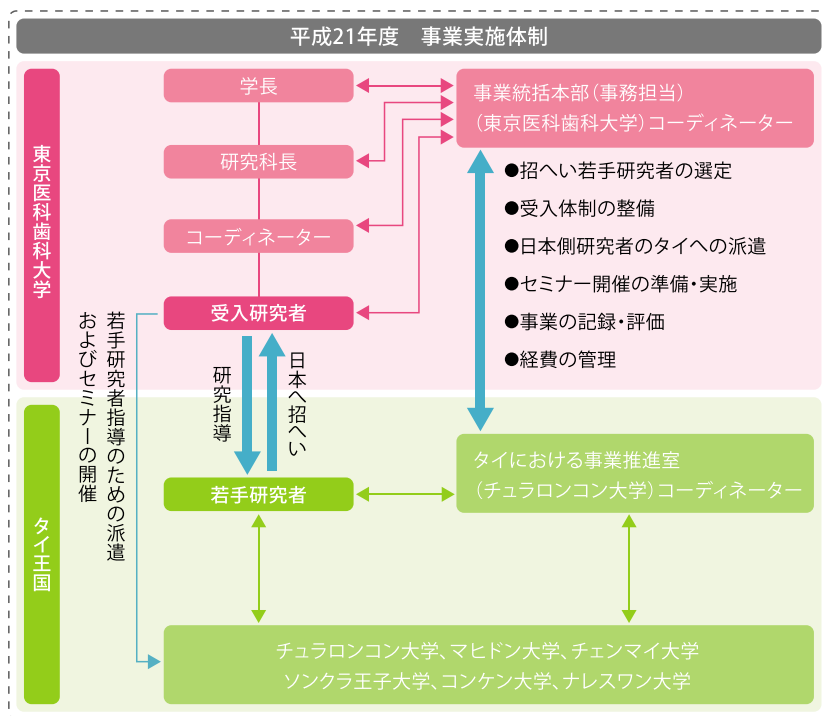 平成21年度　事業実施体制
東京医科歯科大学
学長
研究科長
コーディネーター
受入研究者
事業統括本部（事務担当）
（東京医科歯科大学）コーディネーター
●招へい若手研究者の選定
●受入体制の整備
●日本側研究者のタイへの派遣
●セミナー開催の準備・実施
●事業の記録・評価
●経費の管理
若手研究者指導のための派遣
およびセミナーの開催
研究指導
日本へ招へい
タイ王国
若手研究者
タイにおける事業推進室
（チュラロンコン大学）コーディネーター
チュラロンコン大学、マヒドン大学、チェンマイ大学
ソンクラ王子大学、コンケン大学、ナレスワン大学